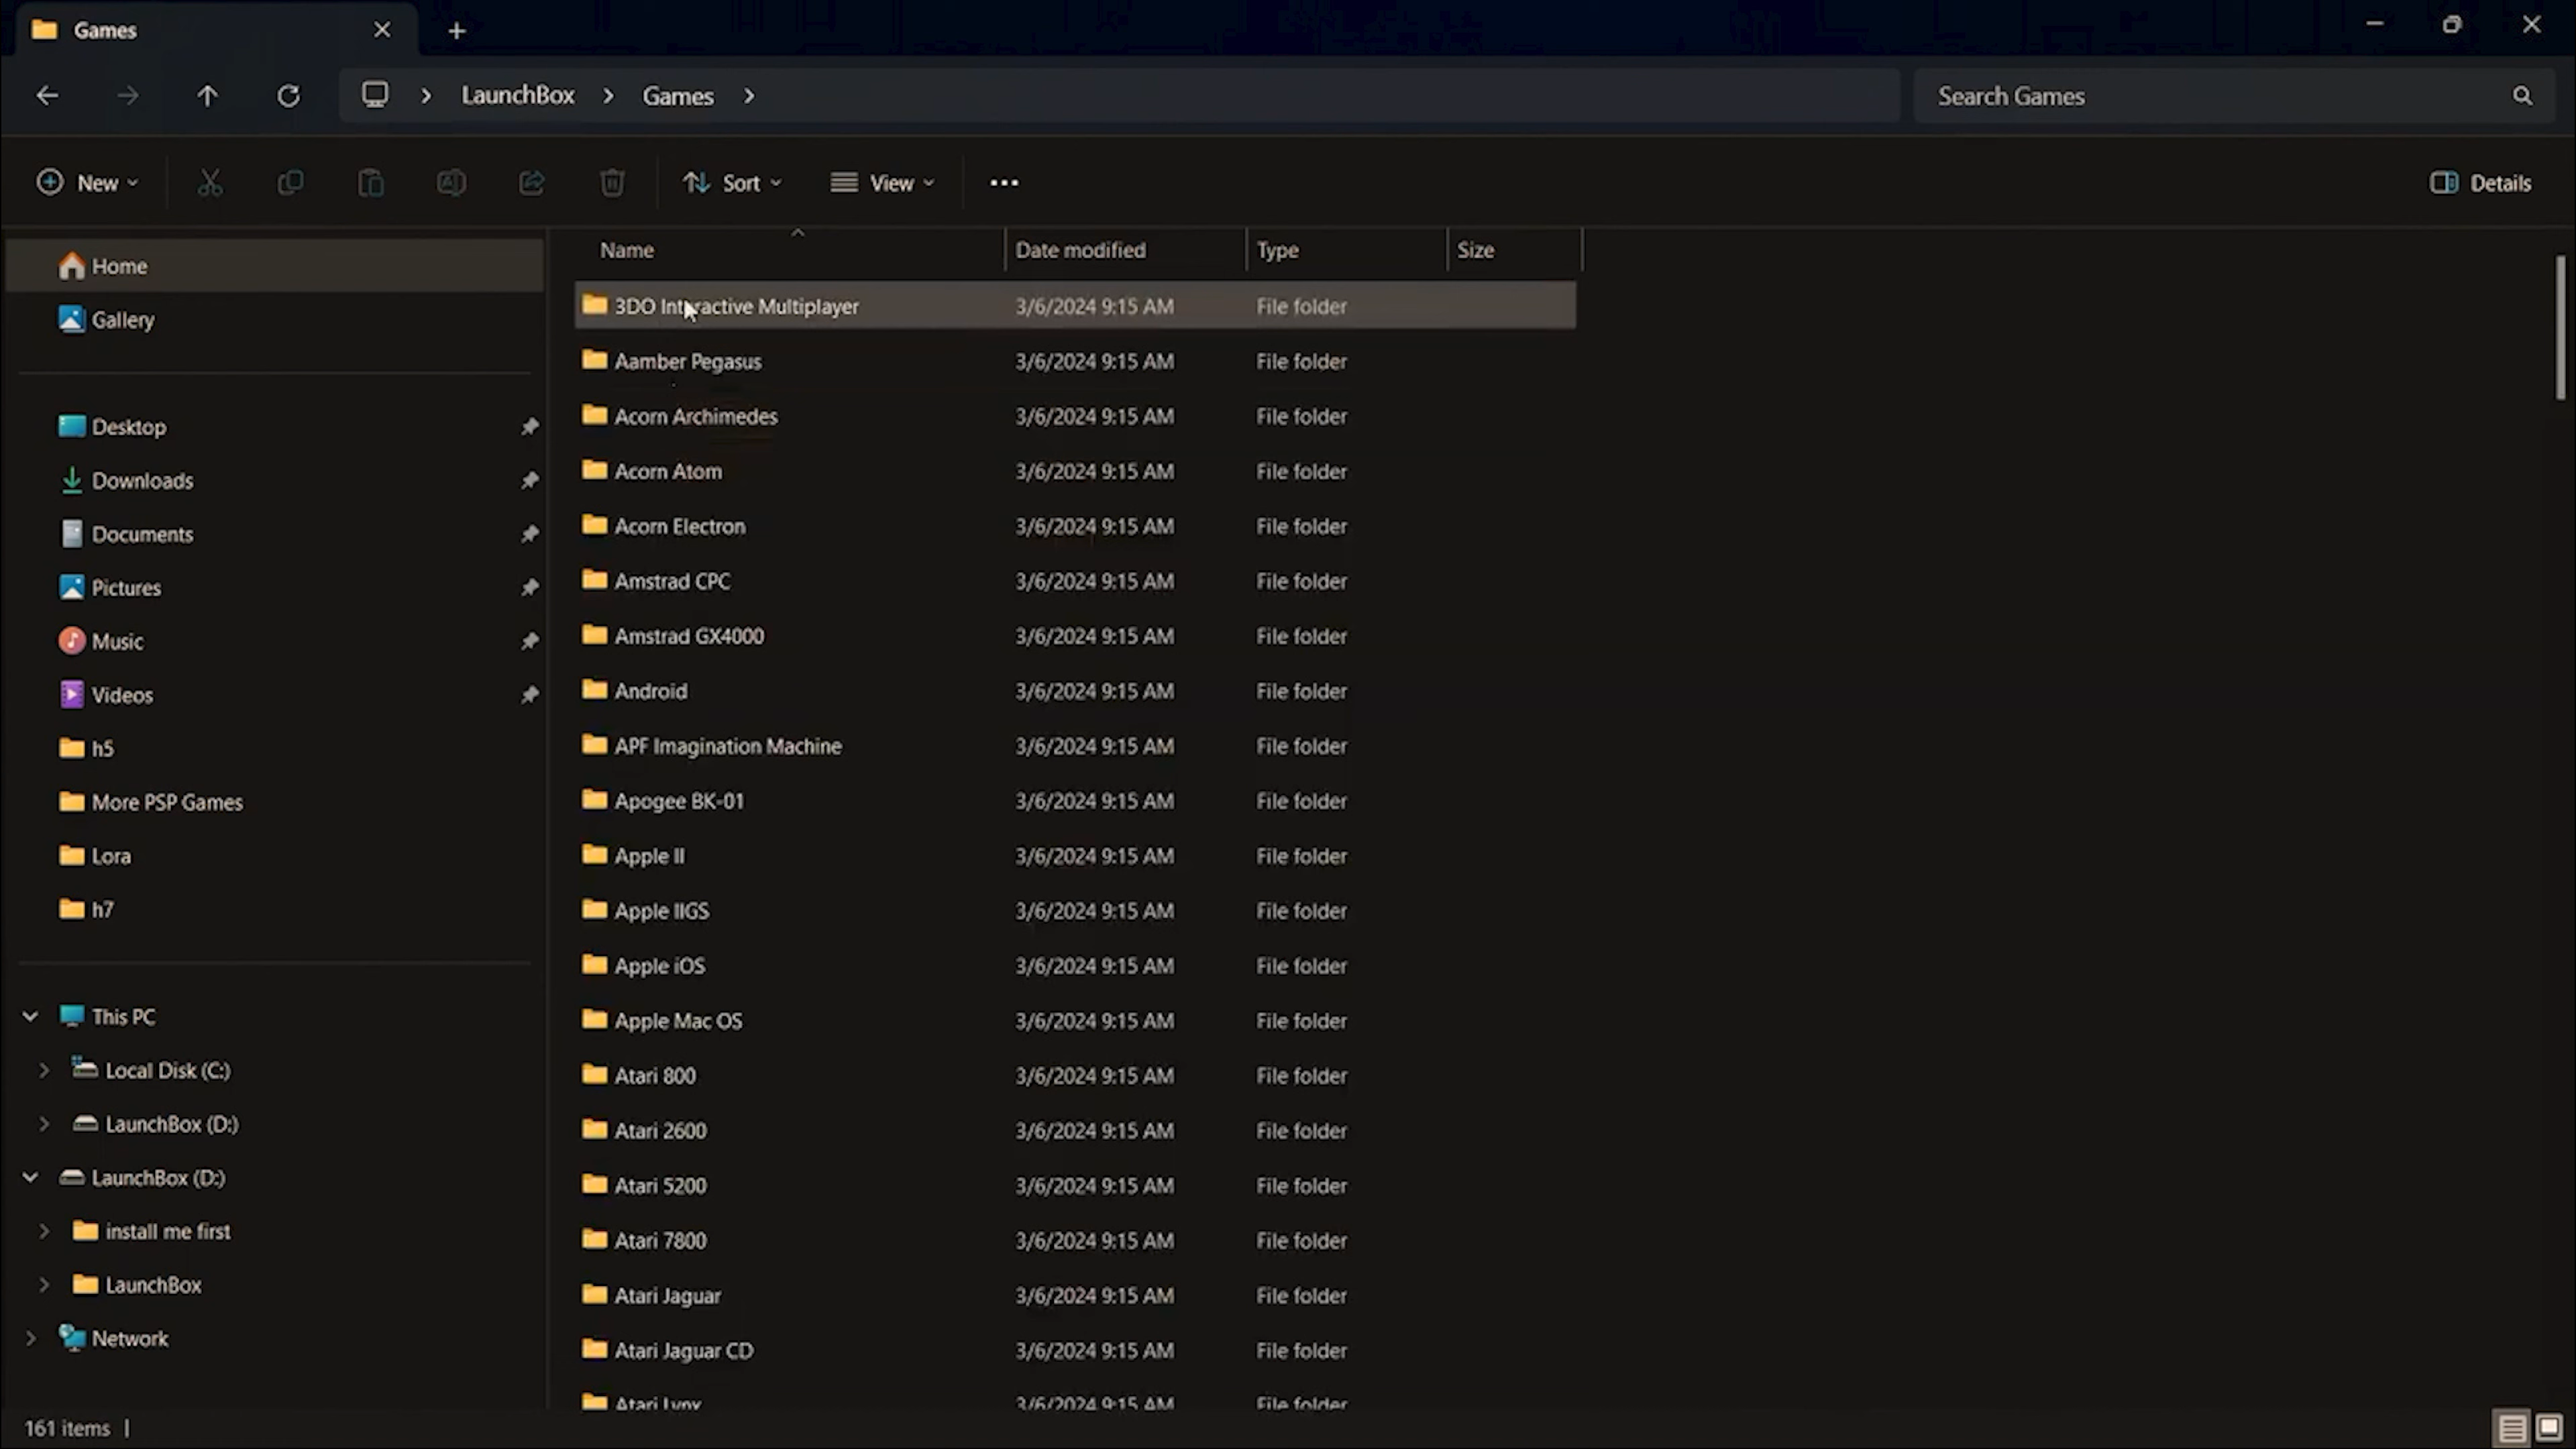 Games
LaunchBox Games
Search Games
New Sort View Details
Name Date modified Type Size
Home
Gallery
Desktop
Downloads
Documents
Pictures
Music
Videos
h5
More PSP Games
Lora
h7
This PC
Local Disk (C:)
LaunchBox (D:)
LaunchBox (D:)
install me first
LaunchBox
Network
3DO Interactive Multiplayer 3/6/2024 9:15 AM File folder
Aamber Pegasus 3/6/2024 9:15 AM File folder
Acorn Archimedes 3/6/2024 9:15 AM File folder
Acorn Atom 3/6/2024 9:15 AM File folder
Acorn Electron 3/6/2024 9:15 AM File folder
Amstrad CPC 3/6/2024 9:15 AM File folder
Amstrad GX4000 3/6/2024 9:15 AM File folder
Android 3/6/2024 9:15 AM File folder
APF Imagination Machine 3/6/2024 9:15 AM File folder
Apogee BK-01 3/6/2024 9:15 AM File folder
Apple II 3/6/2024 9:15 AM File folder
Apple IIGS 3/6/2024 9:15 AM File folder
Apple iOS 3/6/2024 9:15 AM File folder
Apple Mac OS 3/6/2024 9:15 AM File folder
Atari 800 3/6/2024 9:15 AM File folder
Atari 2600 3/6/2024 9:15 AM File folder
Atari 5200 3/6/2024 9:15 AM File folder
Atari 7800 3/6/2024 9:15 AM File folder
Atari Jaguar 3/6/2024 9:15 AM File folder
Atari Jaguar CD 3/6/2024 9:15 AM File folder
Atari Lynx 3/6/2024 9:15 AM File folder
161 items